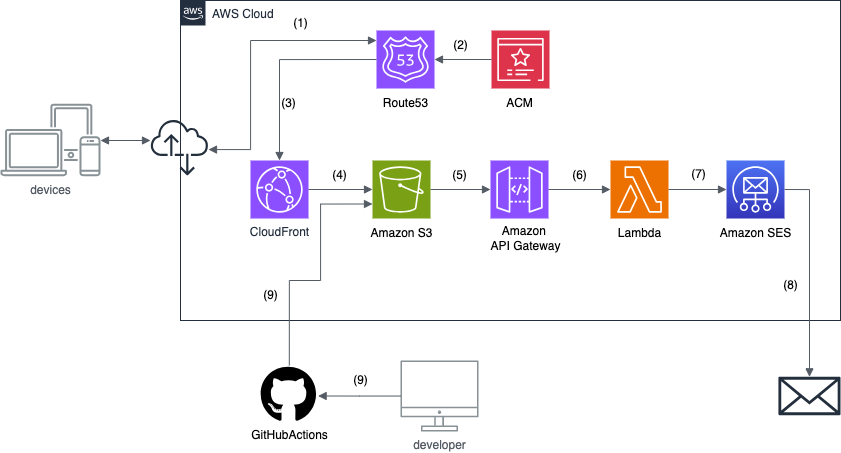 aws
AWS Cloud
(1)
(2)
53
Route53
ACM
(3)
devices
(4)
(5)
(6)
(7)
CloudFront
Amazon S3
Amazon
API Gateway
Lambda
Amazon SES
(8)
(9)
(9)
GitHubActions
developer